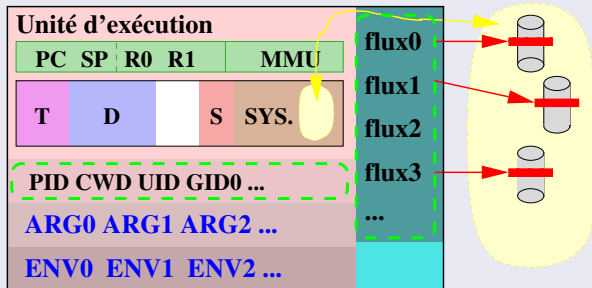 Unité d'exécution
PC SP R0 R1 MMU
T D S SYS.
PID CWD UID GID0 ...
ARG0 ARG1 ARG2 ...
ENV0 ENV1 ENV2 ...
flux0
flux1
flux2
flux3
...